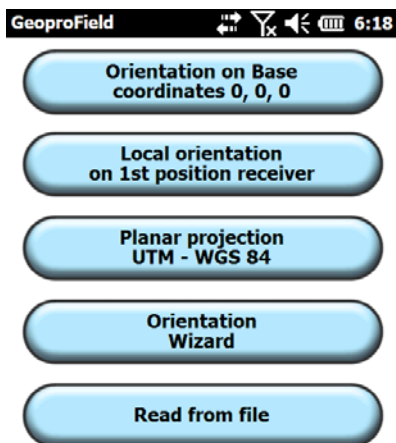 GeoproField 6:18
Orientation on Base
coordinates 0, 0, 0
Local orientation
on 1st position receiver
Planar projection
UTM - WGS 84
Orientation
Wizard
Read from file